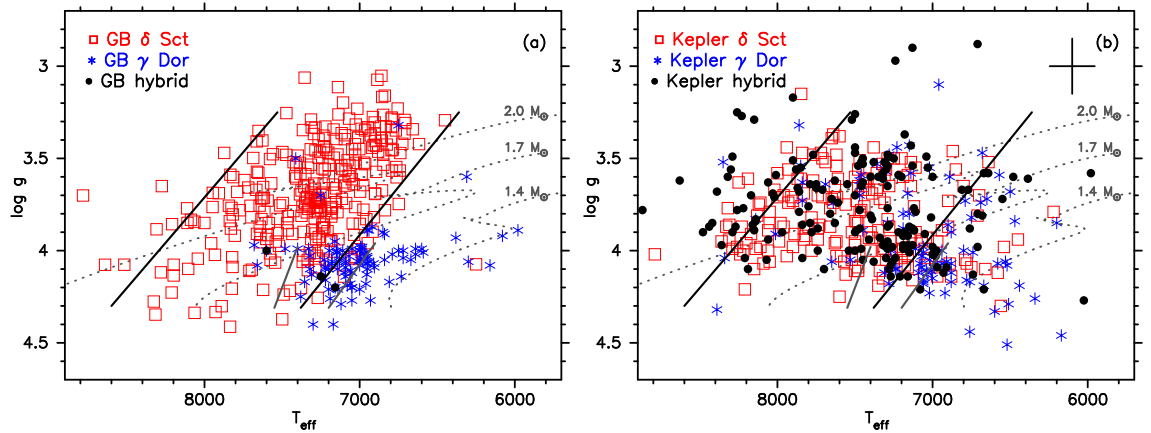 GB δ Sct
GB γ Dor
GB hybrid
(a)
3
3.5
4
4.5
log g
2.0 M⊙
1.7 M⊙
1.4 M⊙
8000 7000 6000
Teff
Kepler δ Sct
Kepler γ Dor
Kepler hybrid
(b)
3
3.5
4
4.5
log g
2.0 M⊙
1.7 M⊙
1.4 M⊙
8000 7000 6000
Teff